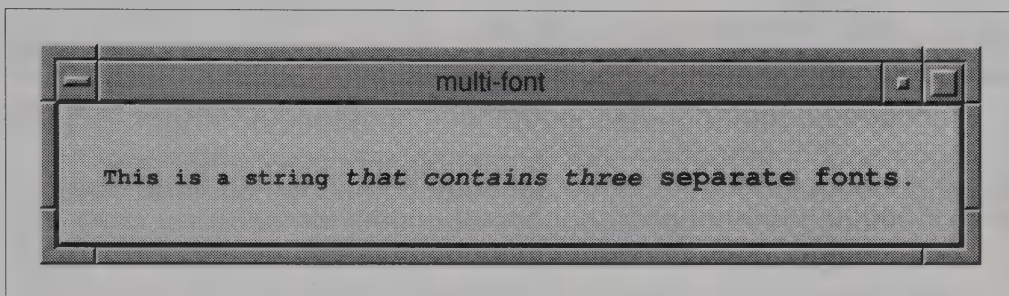 multi-font
This is a string that contains three separate fonts.